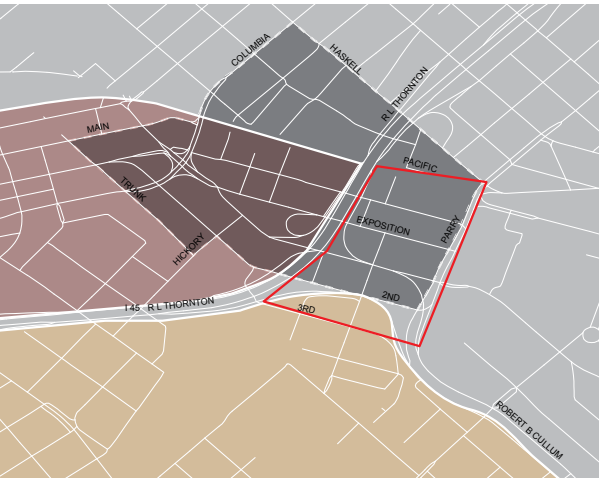 COLUMBIA
HASKELL
R L THORNTON
MAIN
PACIFIC
TRUNK
EXPOSITION
PARRY
HICKORY
2ND
I 45 R L THORNTON
3RD
ROBERT B CULLUM